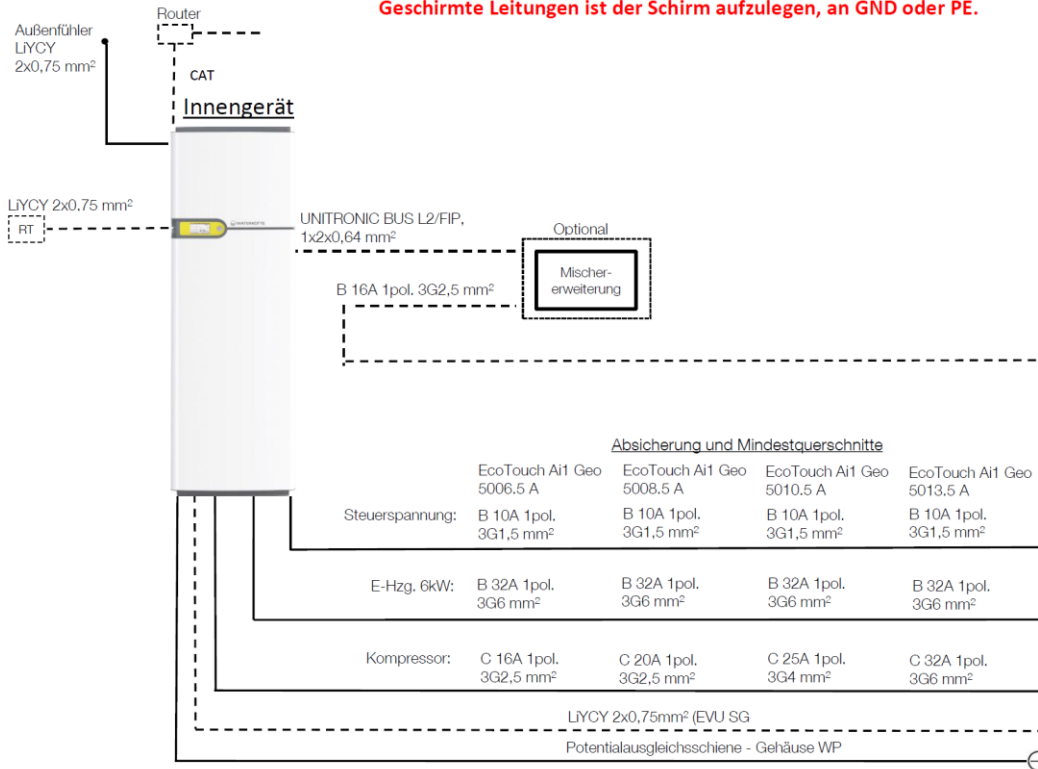 Geschirmte Leitungen ist der Schirm aufzulegen, an GND oder PE.
Router
Außenfühler
LiYCY
2x0,75 mm²
CAT
Innengerät
LiYCY 2x0,75 mm²
RT
UNITRONIC BUS L2/FIP,
1x2x0,64 mm²
Optional
Mischer-
erweiterung
B 16A 1pol. 3G2,5 mm²
Absicherung und Mindestquerschnitte
EcoTouch Ai1 Geo EcoTouch Ai1 Geo EcoTouch Ai1 Geo EcoTouch Ai1 Geo
5006.5 A 5008.5 A 5010.5 A 5013.5 A
Steuerspannung: B 10A 1pol. B 10A 1pol. B 10A 1pol. B 10A 1pol.
3G1,5 mm² 3G1,5 mm² 3G1,5 mm² 3G1,5 mm²
E-Hzg. 6kW: B 32A 1pol. B 32A 1pol. B 32A 1pol. B 32A 1pol.
3G6 mm² 3G6 mm² 3G6 mm² 3G6 mm²
Kompressor: C 16A 1pol. C 20A 1pol. C 25A 1pol. C 32A 1pol.
3G2,5 mm² 3G2,5 mm² 3G4 mm² 3G6 mm²
LiYCY 2x0,75mm² (EVU SG
Potentialausgleichsschiene - Gehäuse WP